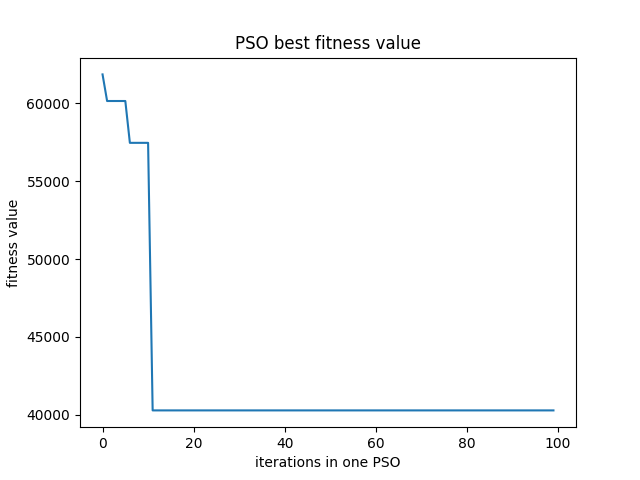 PSO best fitness value
60000
55000
50000
45000
40000
fitness value
0 20 40 60 80 100
iterations in one PSO